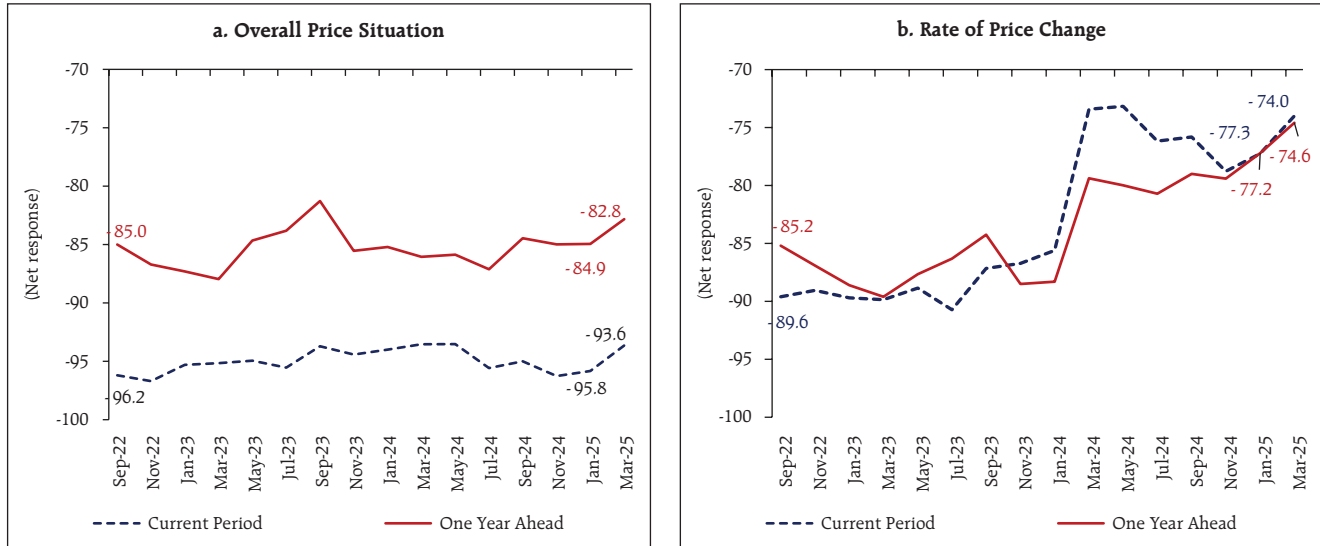 a. Overall Price Situation
-70
-75
-80
-85
-90
-95
-100
(Net response)
- 85.0
- 82.8
- 84.9
- 93.6
- 96.2
- 95.8
Sep-22
Nov-22
Jan-23
Mar-23
May-23
Jul-23
Sep-23
Nov-23
Jan-24
Mar-24
May-24
Jul-24
Sep-24
Nov-24
Jan-25
Mar-25
Current Period
One Year Ahead
b. Rate of Price Change
-70
-75
-80
-85
-90
-95
-100
(Net response)
- 74.0
- 77.3
- 74.6
- 77.2
- 85.2
- 89.6
Sep-22
Nov-22
Jan-23
Mar-23
May-23
Jul-23
Sep-23
Nov-23
Jan-24
Mar-24
May-24
Jul-24
Sep-24
Nov-24
Jan-25
Mar-25
Current Period
One Year Ahead